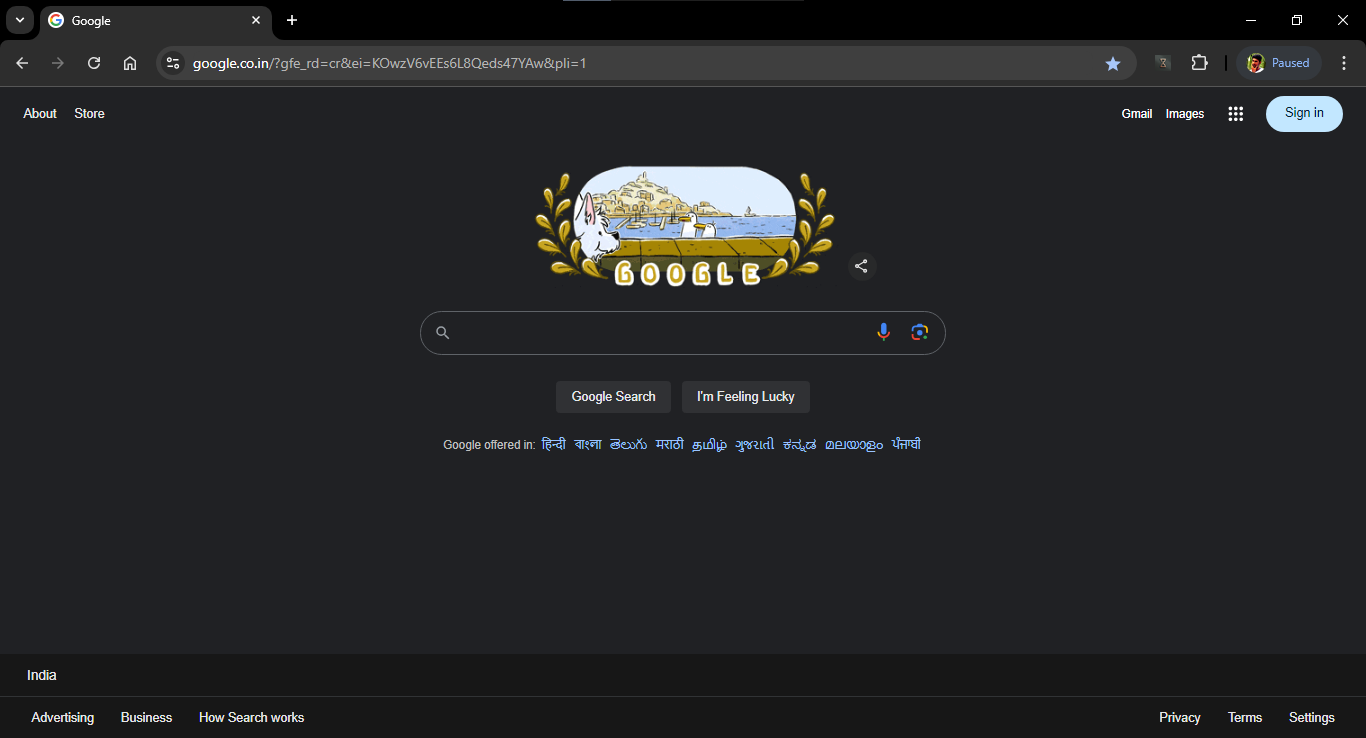 Google
google.co.in/?gfe_rd=cr&ei=KOwzV6vEEs6L8Qeds47YAw&pli=1
Paused
About Store
Gmail Images
Sign in
GOOGLE
Google Search I'm Feeling Lucky
Google offered in: हिन्दी বাংলা తెలుగు मराठी தமிழ் ગુજરાતી ಕನ್ನಡ മലയാളം ਪੰਜਾਬੀ
India
Advertising Business How Search works
Privacy Terms Settings